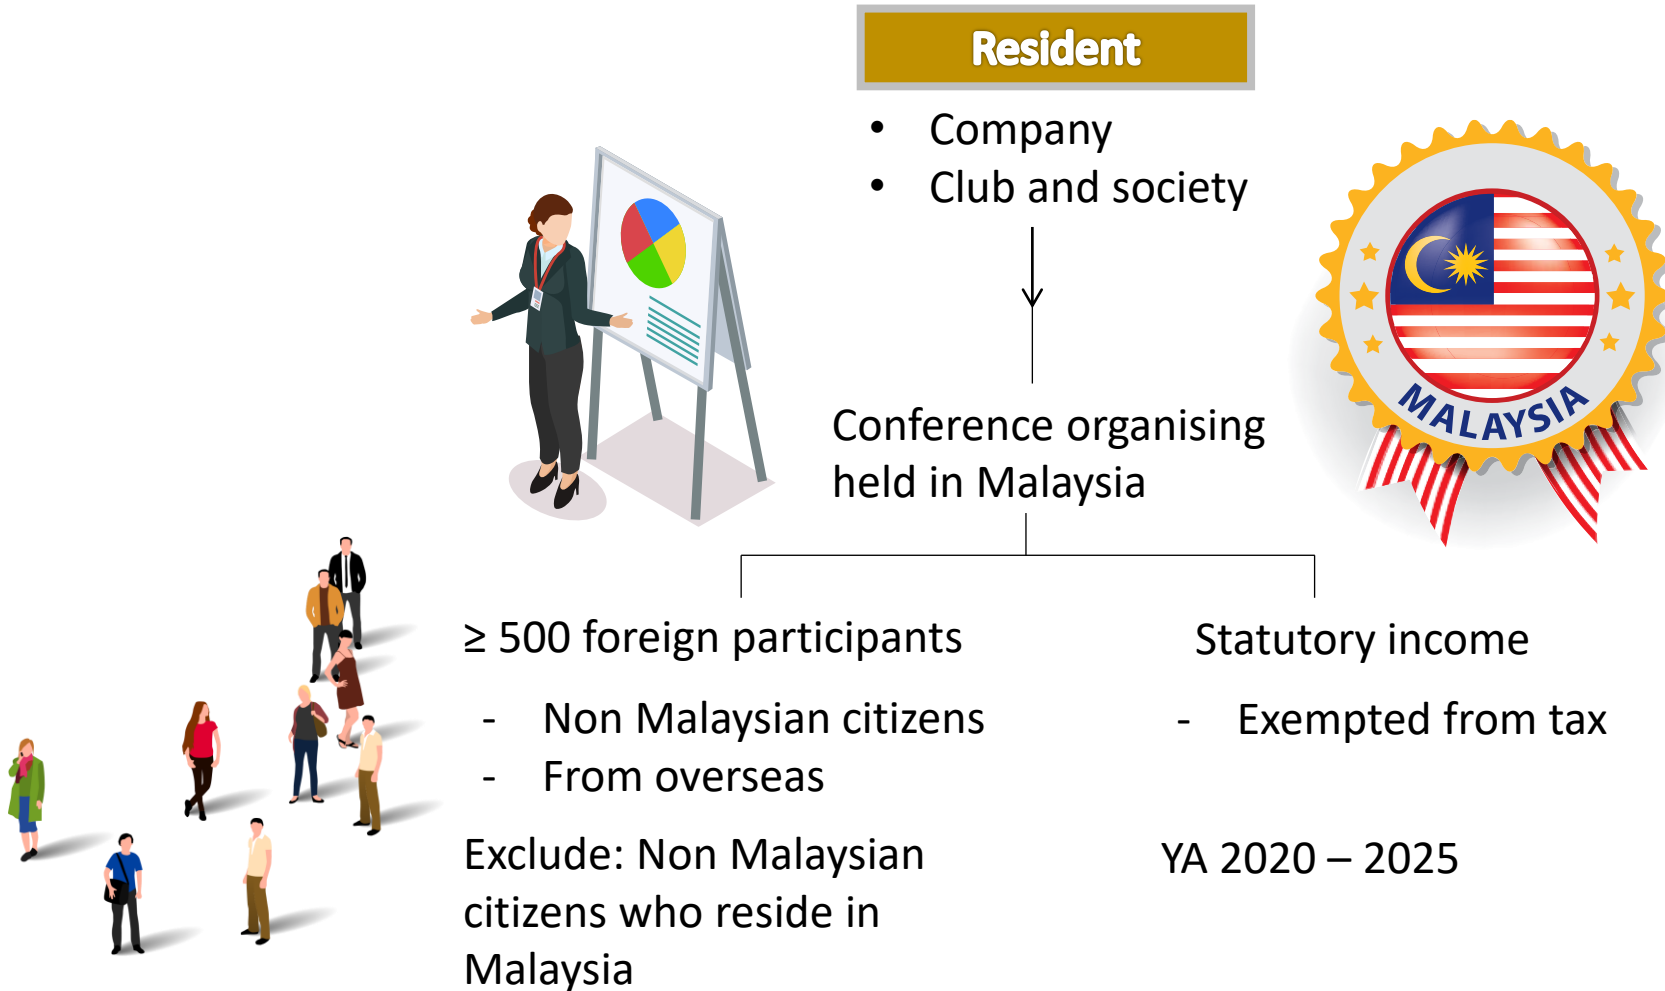 Resident
• Company
• Club and society
MALAYSIA
Conference organising
held in Malaysia
≥ 500 foreign participants
- Non Malaysian citizens
- From overseas
Exclude: Non Malaysian
citizens who reside in
Malaysia
Statutory income
- Exempted from tax
YA 2020 – 2025